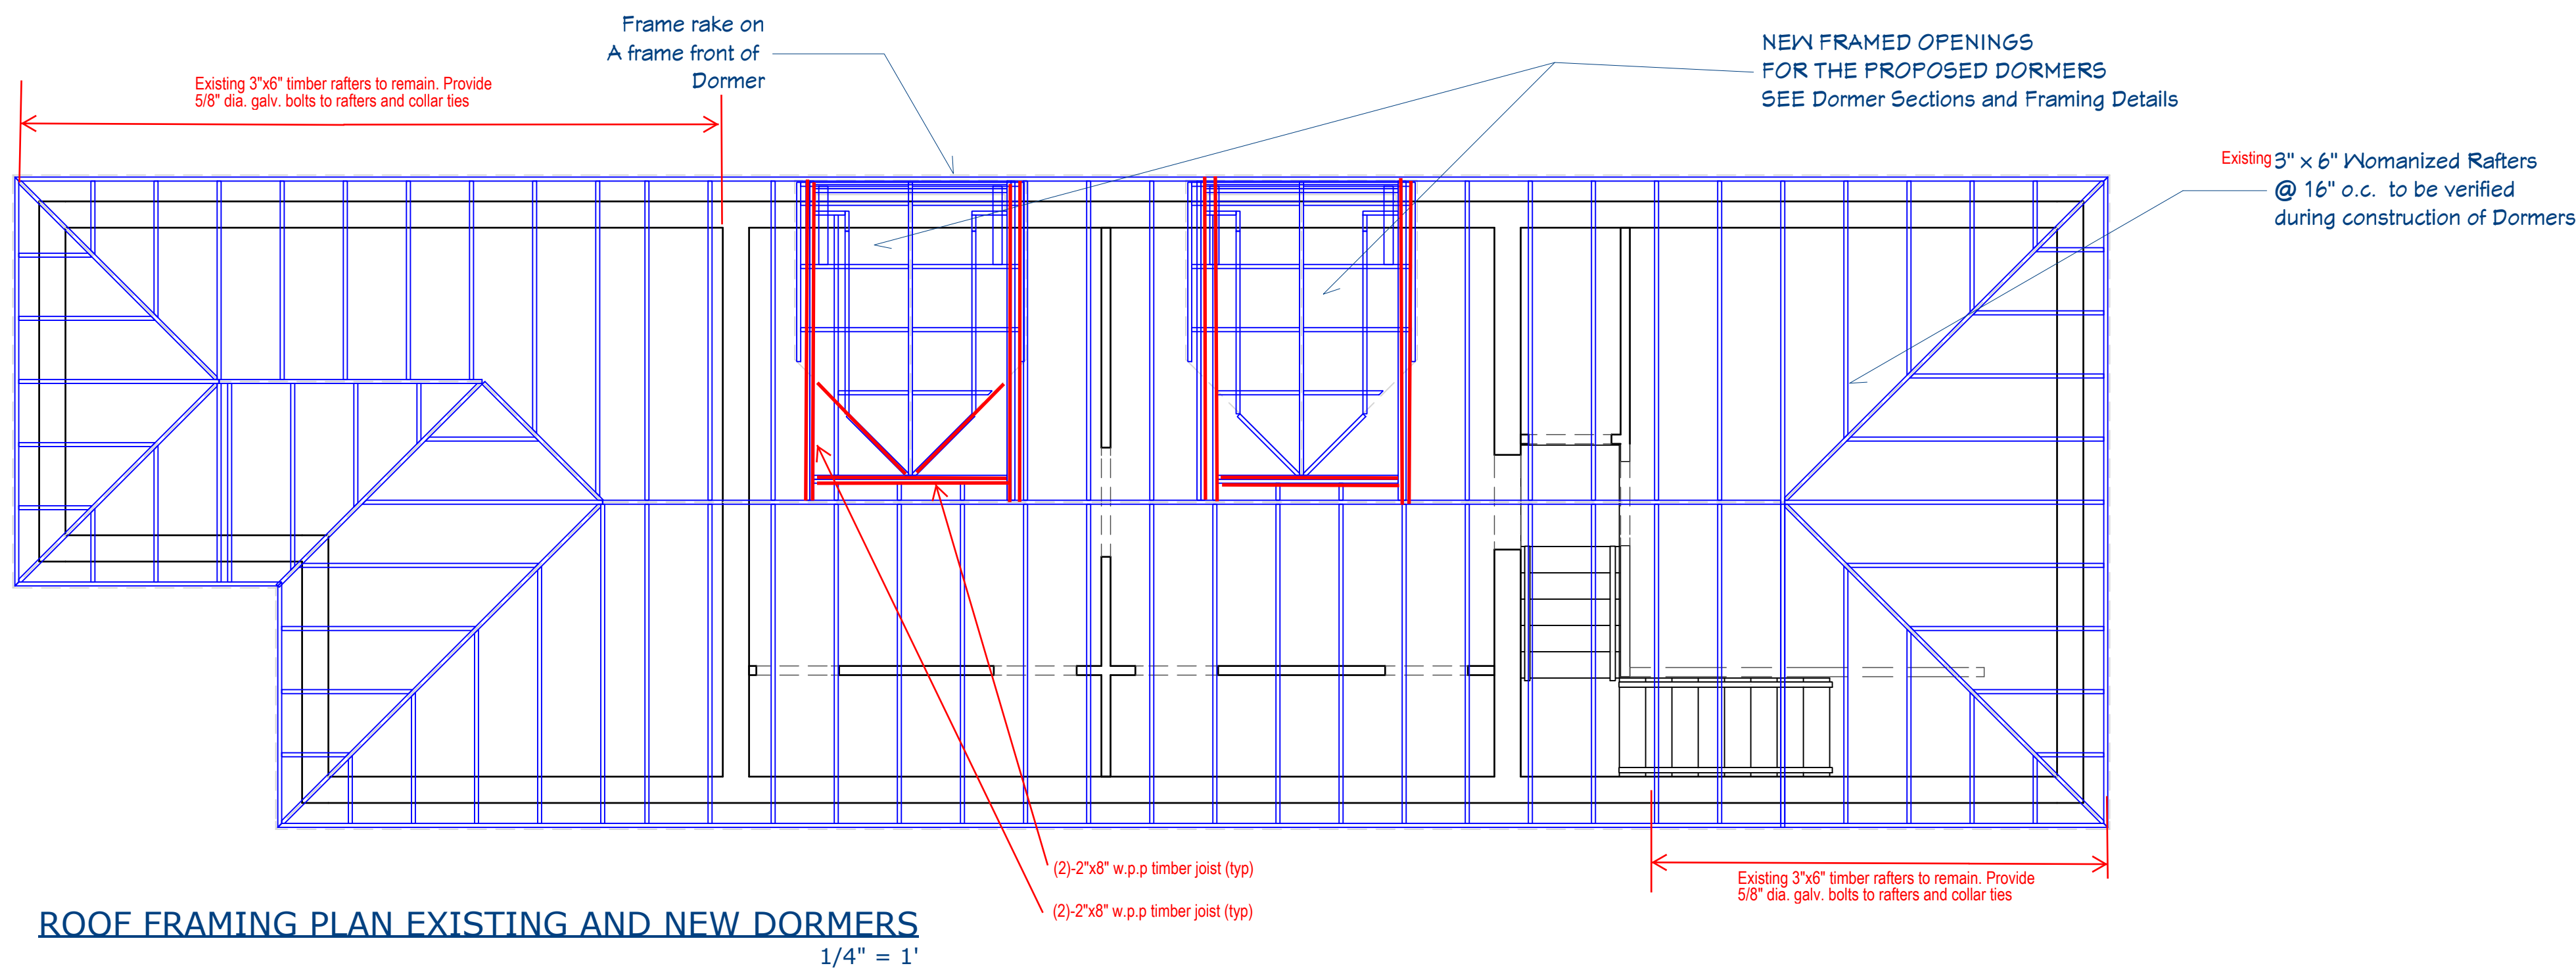 Frame rake on
A frame front of
Dormer
NEW FRAMED OPENINGS
FOR THE PROPOSED DORMERS
SEE Dormer Sections and Framing Details
Existing 3"x6" timber rafters to remain. Provide
5/8" dia. galv. bolts to rafters and collar ties
Existing 3" x 6" Womanized Rafters
@ 16" o.c. to be verified
during construction of Dormers
(2)-2"x8" w.p.p timber joist (typ)
(2)-2"x8" w.p.p timber joist (typ)
Existing 3"x6" timber rafters to remain. Provide
5/8" dia. galv. bolts to rafters and collar ties
ROOF FRAMING PLAN EXISTING AND NEW DORMERS
1/4" = 1'